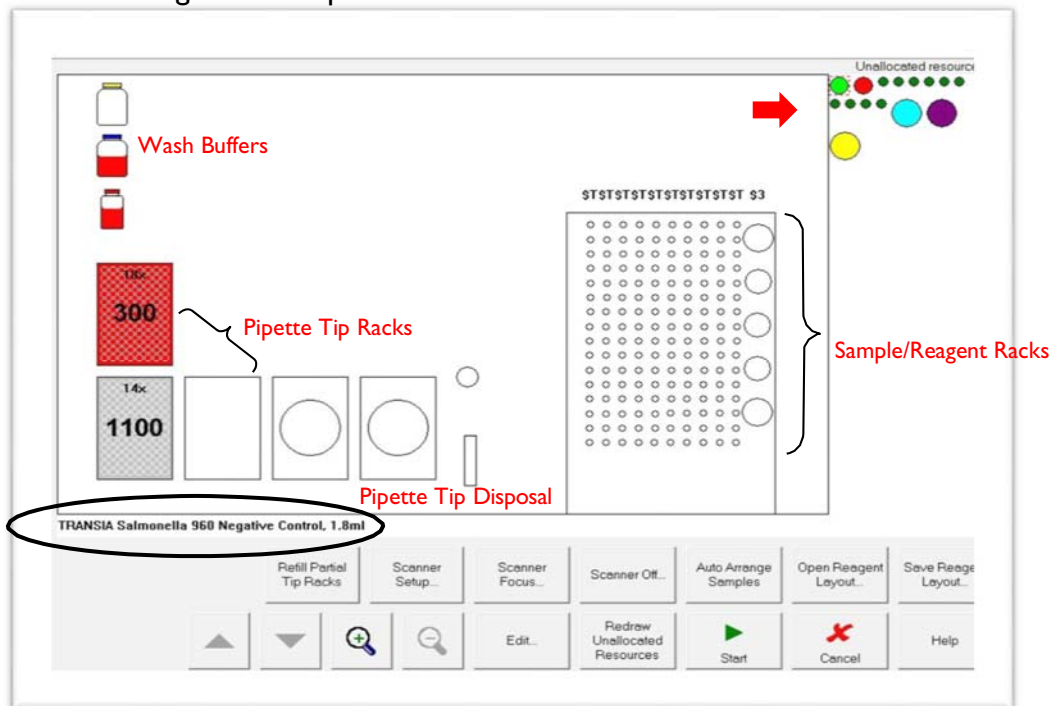 Unallocated resource
Wash Buffers
$T$T$T$T$T$T$T$T$T$T $3
300
Pipette Tip Racks
Sample/Reagent Racks
14x
1100
Pipette Tip Disposal
TRANSIA Salmonella 960 Negative Control, 1.8ml
Refill Partial
Tip Racks
Scanner
Setup...
Scanner
Focus...
Scanner Off...
Auto Arrange
Samples
Open Reagent
Layout...
Save Reage
Layout...
Edit...
Redraw
Unallocated
Resources
Start
Cancel
Help